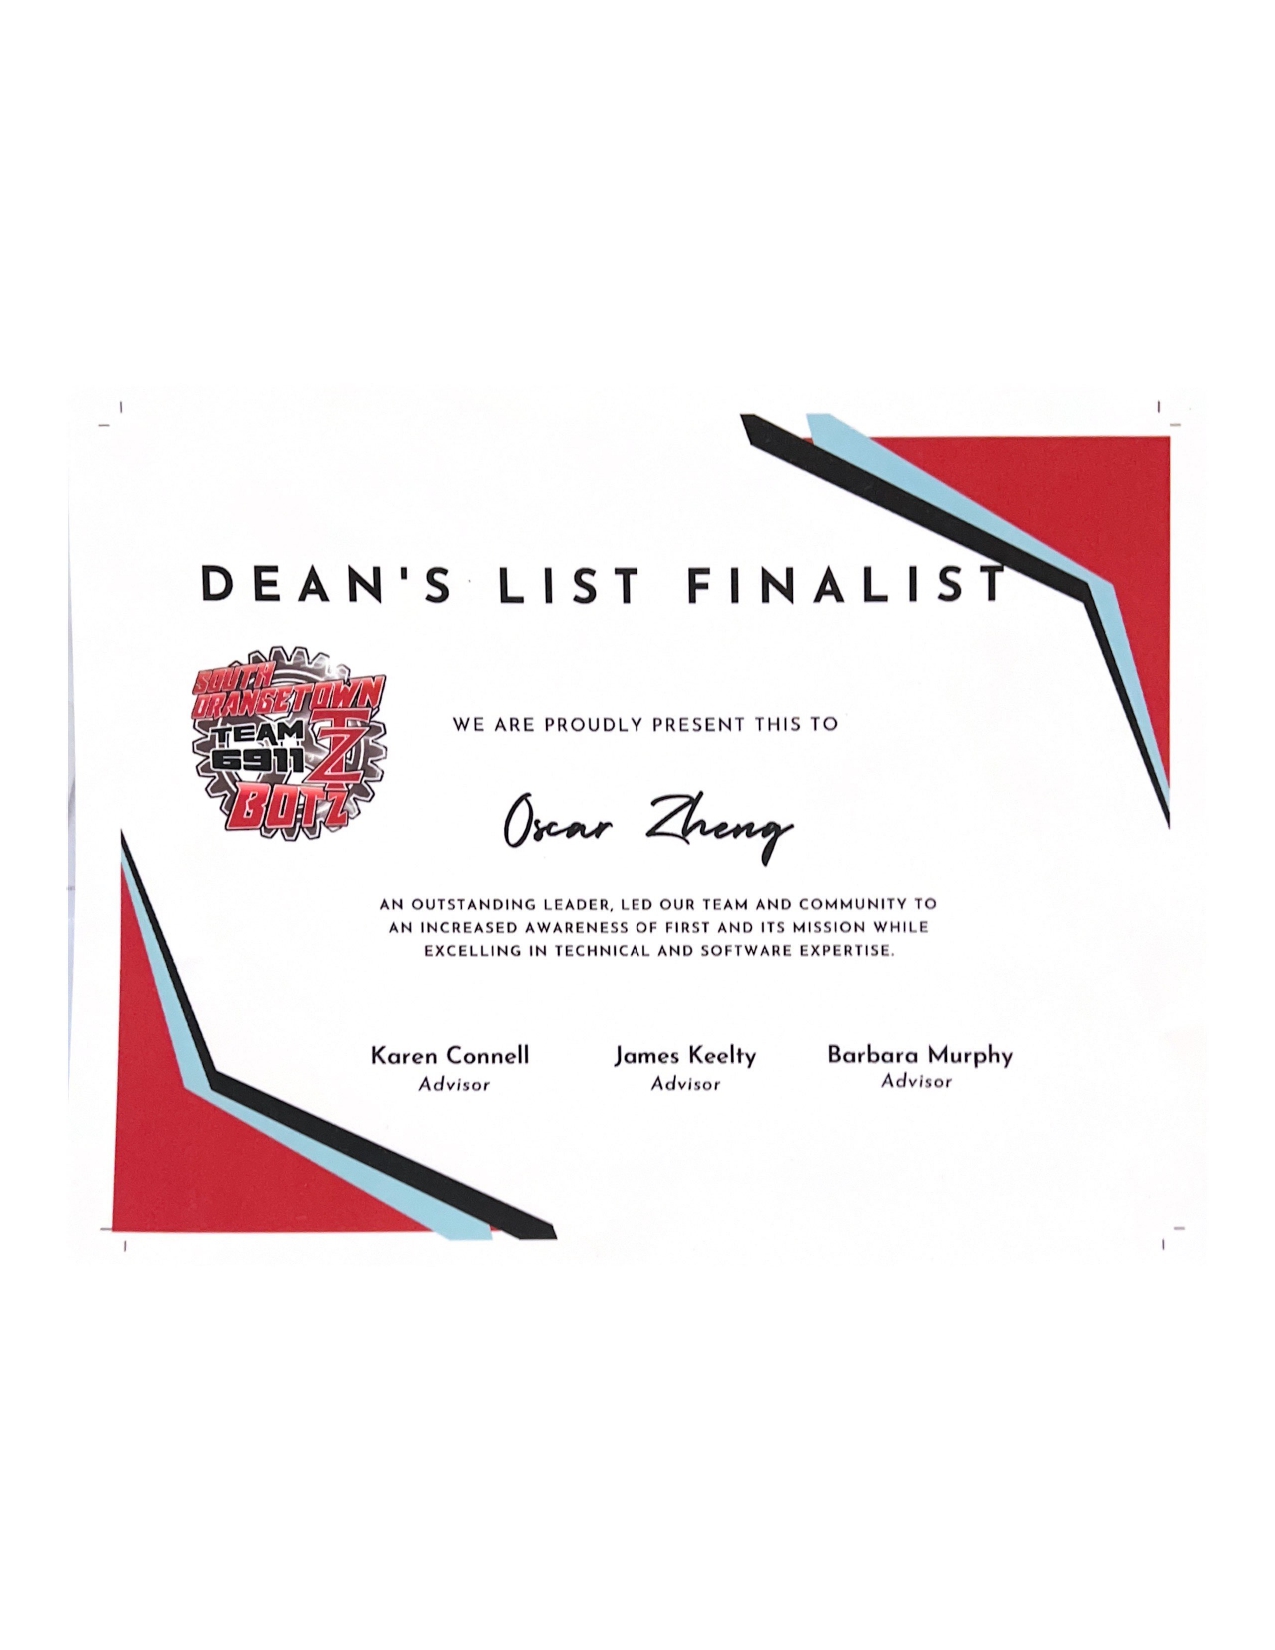 DEAN'S LIST FINALIST
SOUTH
ORANGETOWN
TEAM
6911
BOTZ
WE ARE PROUDLY PRESENT THIS TO
Oscar Zheng
AN OUTSTANDING LEADER, LED OUR TEAM AND COMMUNITY TO
AN INCREASED AWARENESS OF FIRST AND ITS MISSION WHILE
EXCELLING IN TECHNICAL AND SOFTWARE EXPERTISE.
Karen Connell James Keelty Barbara Murphy
Advisor Advisor Advisor